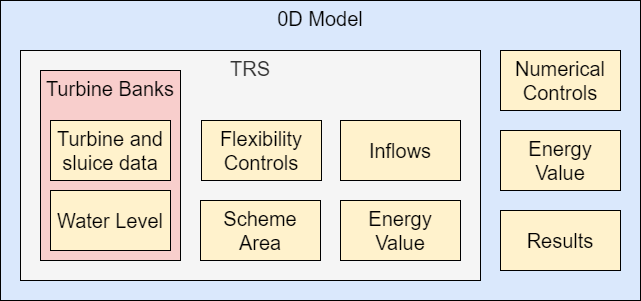 0D Model
TRS
Turbine Banks
Turbine and
sluice data
Water Level
Flexibility
Controls
Inflows
Scheme
Area
Energy
Value
Numerical
Controls
Energy
Value
Results